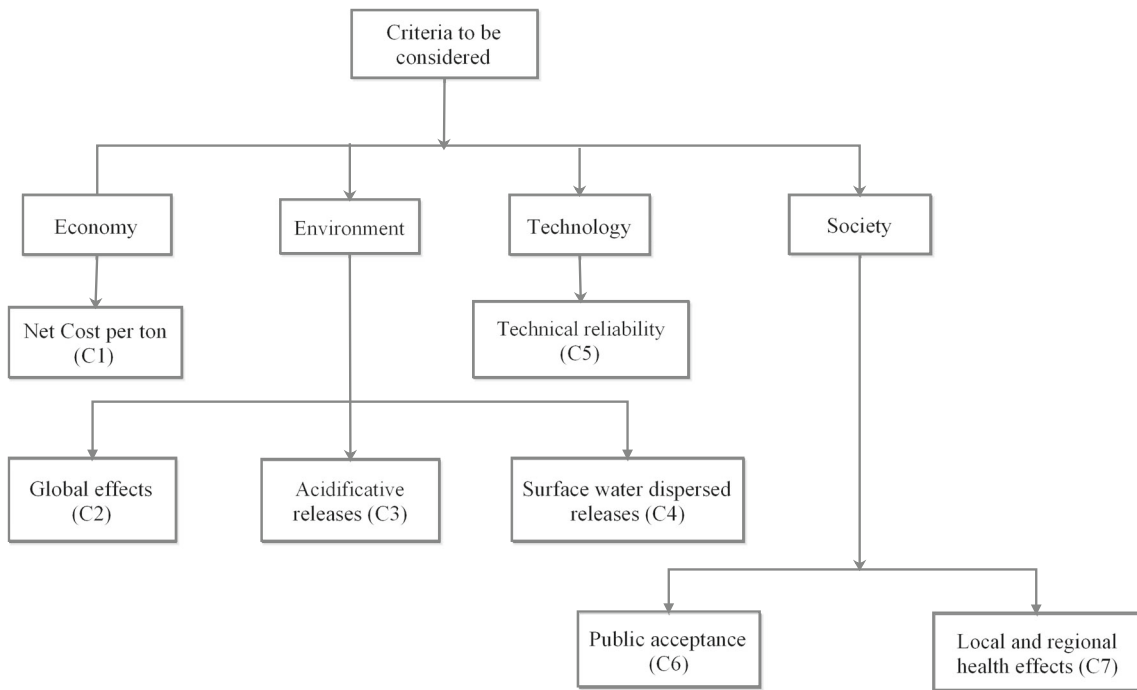 Criteria to be
considered
Economy
Environment
Technology
Society
Net Cost per ton
(C1)
Technical reliability
(C5)
Global effects
(C2)
Acidificative
releases (C3)
Surface water dispersed
releases (C4)
Public acceptance
(C6)
Local and regional
health effects (C7)